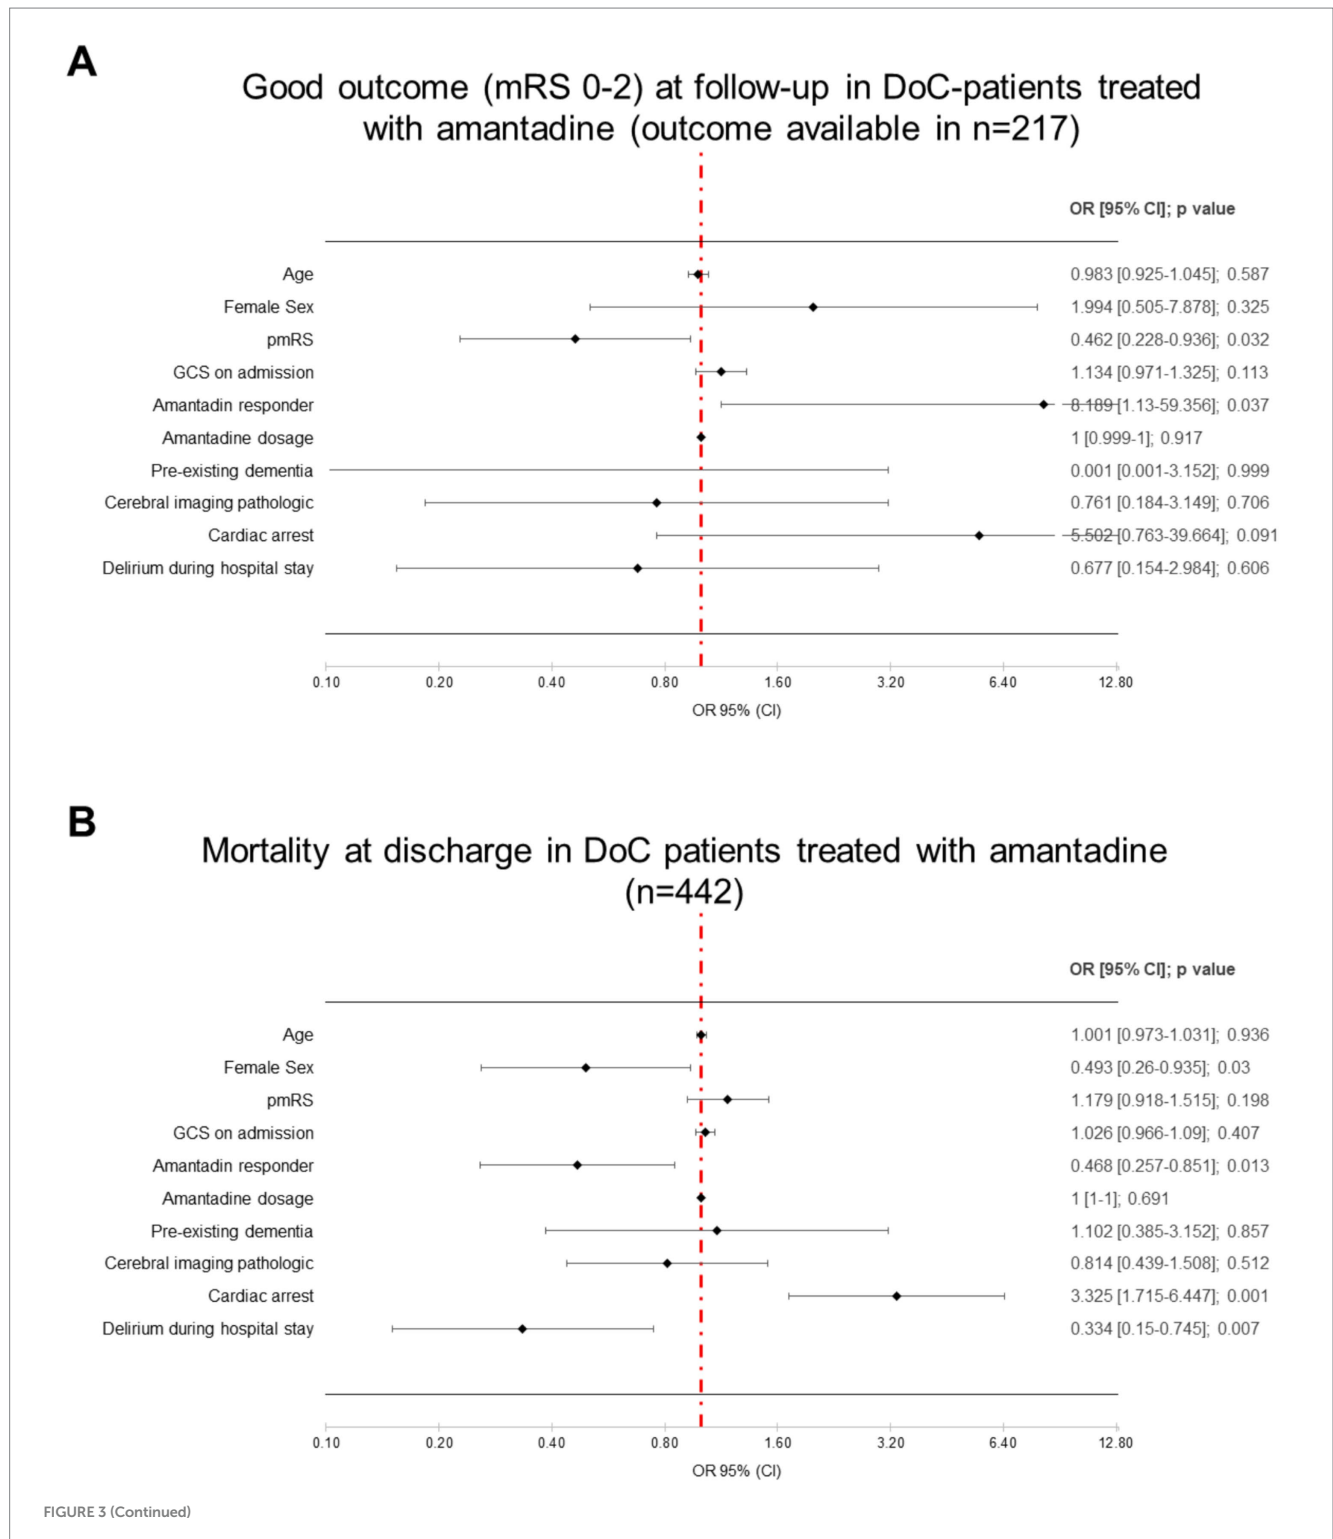 A
Good outcome (mRS 0-2) at follow-up in DoC-patients treated
with amantadine (outcome available in n=217)
OR [95% CI]; p value
Age 0.983 [0.925-1.045]; 0.587
Female Sex 1.994 [0.505-7.878]; 0.325
pmRS 0.462 [0.228-0.936]; 0.032
GCS on admission 1.134 [0.971-1.325]; 0.113
Amantadin responder 8.189 [1.13-59.356]; 0.037
Amantadine dosage 1 [0.999-1]; 0.917
Pre-existing dementia 0.001 [0.001-3.152]; 0.999
Cerebral imaging pathologic 0.761 [0.184-3.149]; 0.706
Cardiac arrest 5.502 [0.763-39.664]; 0.091
Delirium during hospital stay 0.677 [0.154-2.984]; 0.606
0.10 0.20 0.40 0.80 1.60 3.20 6.40 12.80
OR 95% (CI)
B
Mortality at discharge in DoC patients treated with amantadine
(n=442)
OR [95% CI]; p value
Age 1.001 [0.973-1.031]; 0.936
Female Sex 0.493 [0.26-0.935]; 0.03
pmRS 1.179 [0.918-1.515]; 0.198
GCS on admission 1.026 [0.966-1.09]; 0.407
Amantadin responder 0.468 [0.257-0.851]; 0.013
Amantadine dosage 1 [1-1]; 0.691
Pre-existing dementia 1.102 [0.385-3.152]; 0.857
Cerebral imaging pathologic 0.814 [0.439-1.508]; 0.512
Cardiac arrest 3.325 [1.715-6.447]; 0.001
Delirium during hospital stay 0.334 [0.15-0.745]; 0.007
0.10 0.20 0.40 0.80 1.60 3.20 6.40 12.80
OR 95% (CI)
FIGURE 3 (Continued)